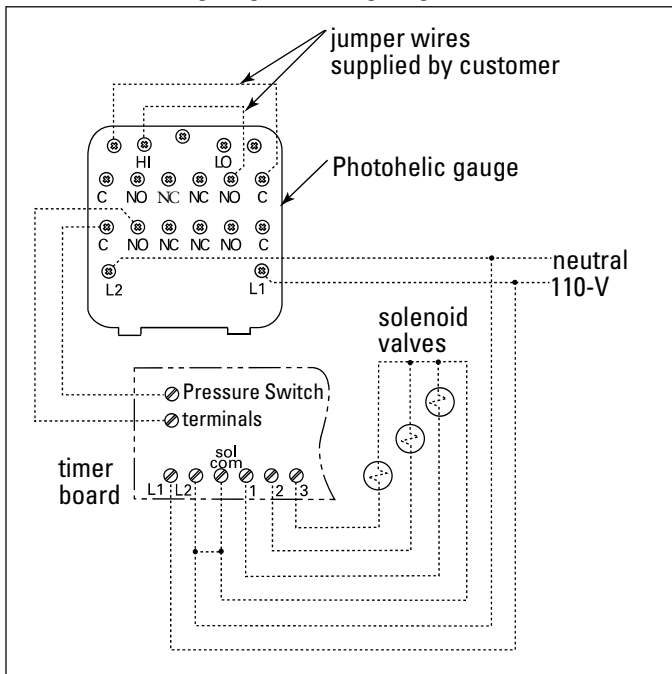 jumper wires
supplied by customer
HI LO
Photohelic gauge
C NO NC NC NO C
C NO NC NC NO C
L2 L1
neutral
110-V
solenoid
valves
Pressure Switch
terminals
timer
board
sol
com
L1 L2 1 2 3